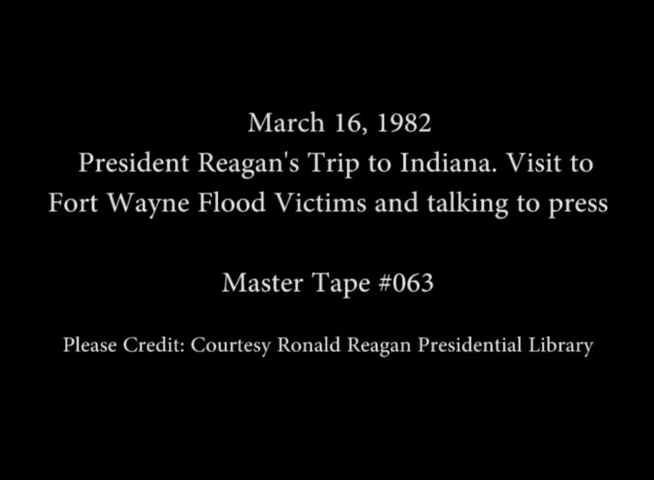 March 16, 1982
President Reagan's Trip to Indiana. Visit to
Fort Wayne Flood Victims and talking to press
Master Tape #063
Please Credit: Courtesy Ronald Reagan Presidential Library